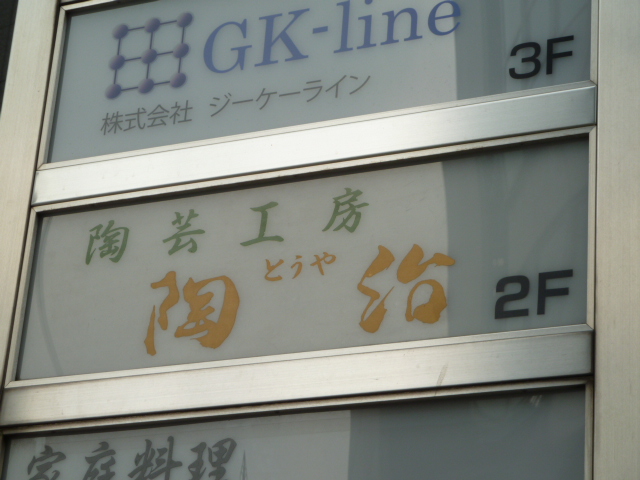 GK-line
株式会社 ジーケーライン
3F
陶芸工房
とうや
陶冶
2F
家庭料理